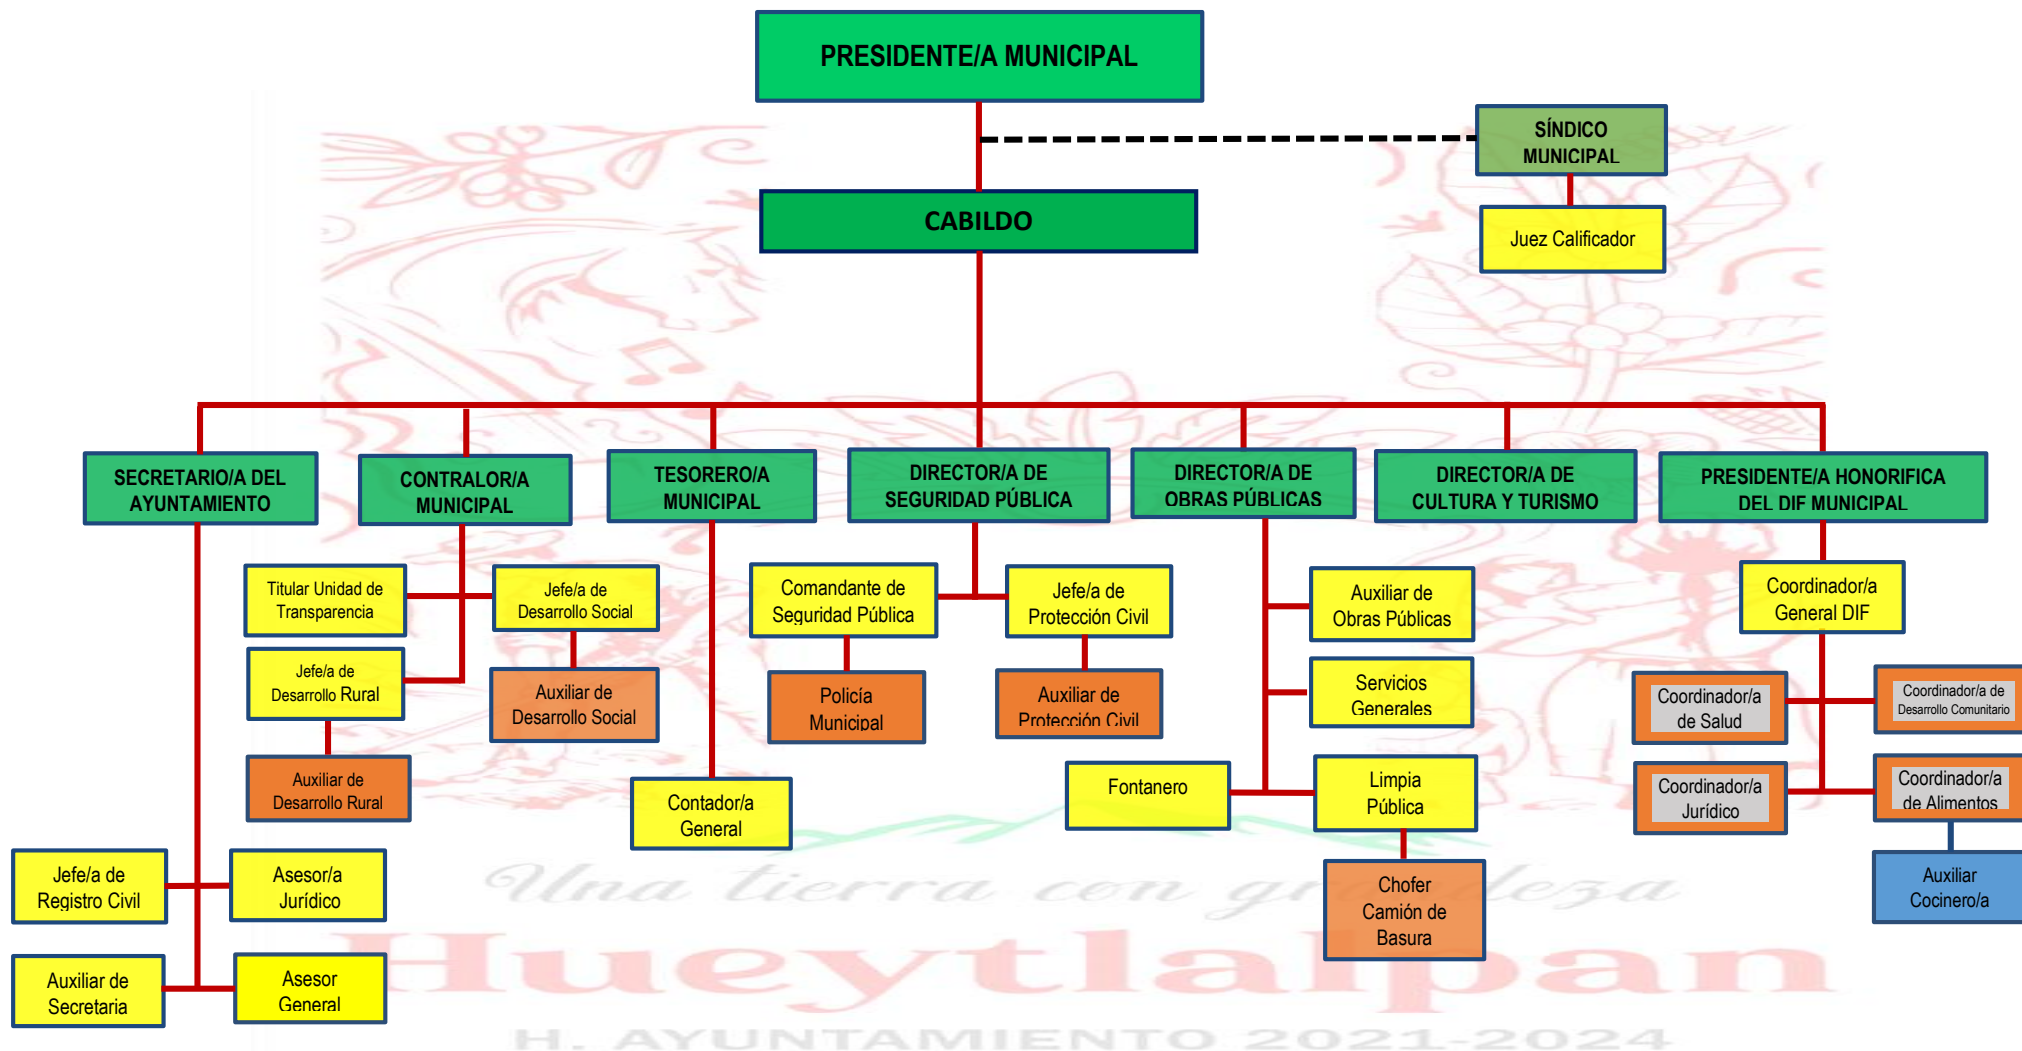 PRESIDENTE/A MUNICIPAL
SÍNDICO
MUNICIPAL
CABILDO
Juez Calificador
SECRETARIO/A DEL
AYUNTAMIENTO
CONTRALOR/A
MUNICIPAL
TESORERO/A
MUNICIPAL
DIRECTOR/A DE
SEGURIDAD PÚBLICA
DIRECTOR/A DE
OBRAS PÚBLICAS
DIRECTOR/A DE
CULTURA Y TURISMO
PRESIDENTE/A HONORIFICA
DEL DIF MUNICIPAL
Titular Unidad de
Transparencia
Jefe/a de
Desarrollo Social
Comandante de
Seguridad Pública
Jefe/a de
Protección Civil
Auxiliar de
Obras Públicas
Coordinador/a
General DIF
Jefe/a de
Desarrollo Rural
Auxiliar de
Desarrollo Social
Policía
Municipal
Auxiliar de
Protección Civil
Servicios
Generales
Coordinador/a
de Salud
Coordinador/a de
Desarrollo Comunitario
Auxiliar de
Desarrollo Rural
Contador/a
General
Fontanero
Limpia
Pública
Coordinador/a
Jurídico
Coordinador/a
de Alimentos
Jefe/a de
Registro Civil
Asesor/a
Jurídico
Chofer
Camión de
Basura
Auxiliar
Cocinero/a
Auxiliar de
Secretaria
Asesor
General
Una tierra con grandeza
Hueytlalpan
H. AYUNTAMIENTO 2021-2024